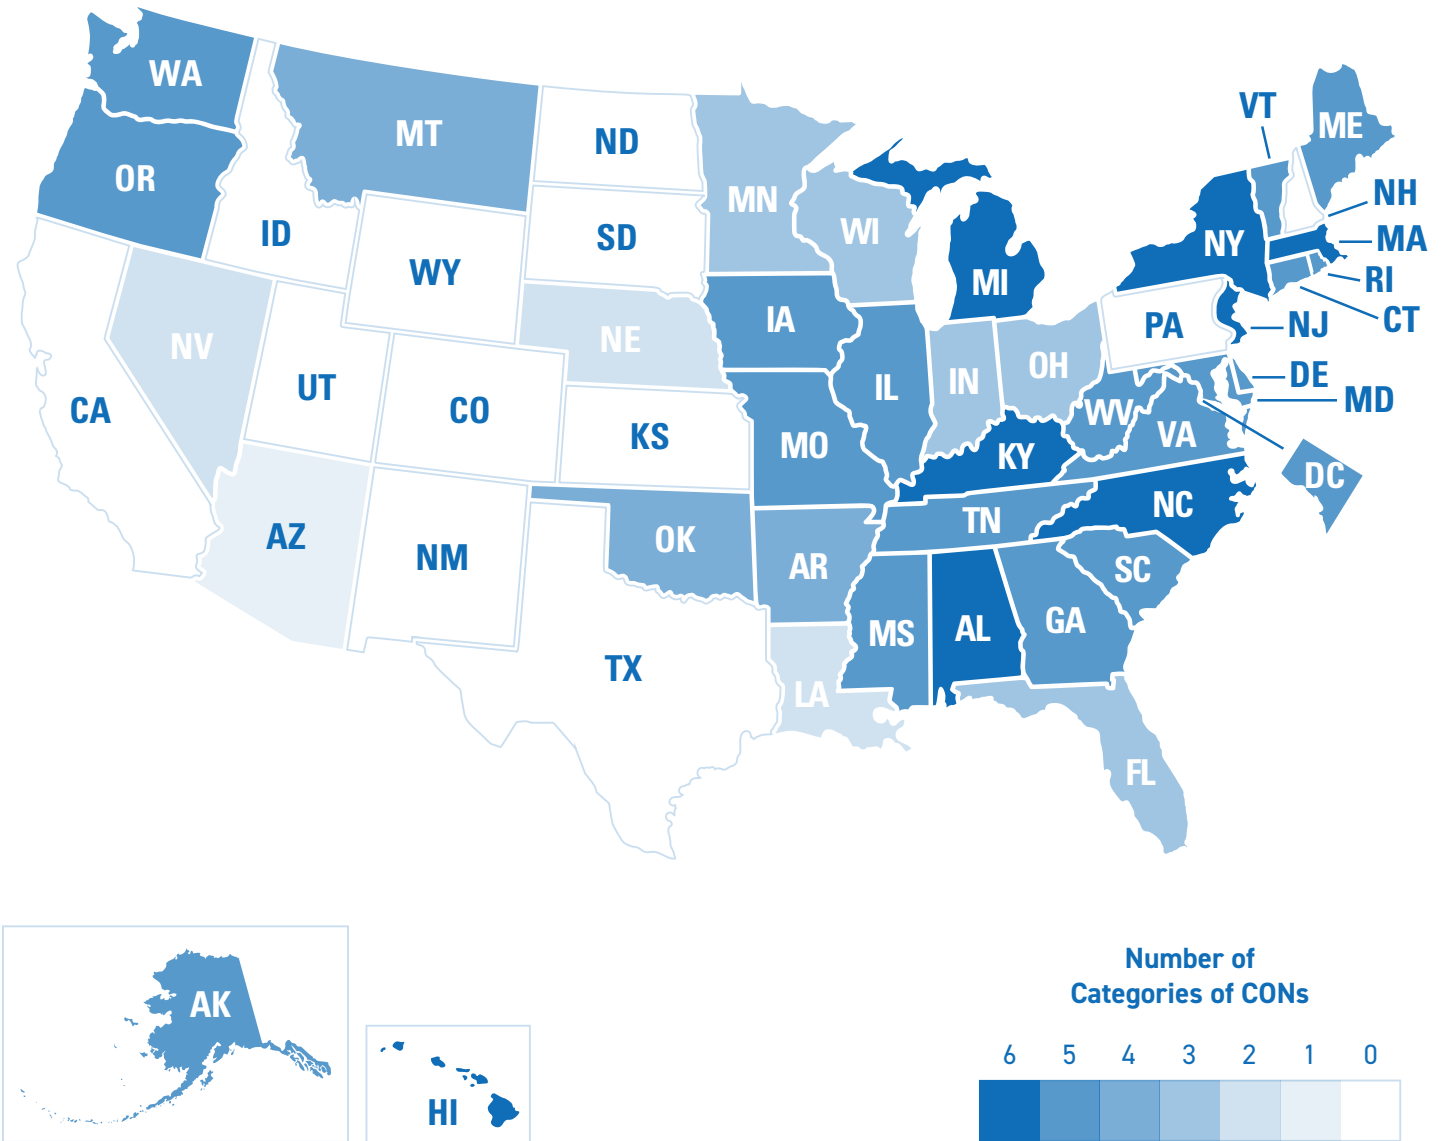 WA
VT
ME
MT
ND
OR
NH
MN
ID
SD
WI
NY
MA
WY
MI
RI
IA
NV
NE
PA
NJ
CT
UT
IL
IN
OH
DE
CA
CO
MD
KS
MO
WV
VA
KY
DC
AZ
NC
OK
TN
NM
AR
SC
MS
AL
GA
TX
LA
FL
Number of
Categories of CONs
AK
6 5 4 3 2 1 0
HI